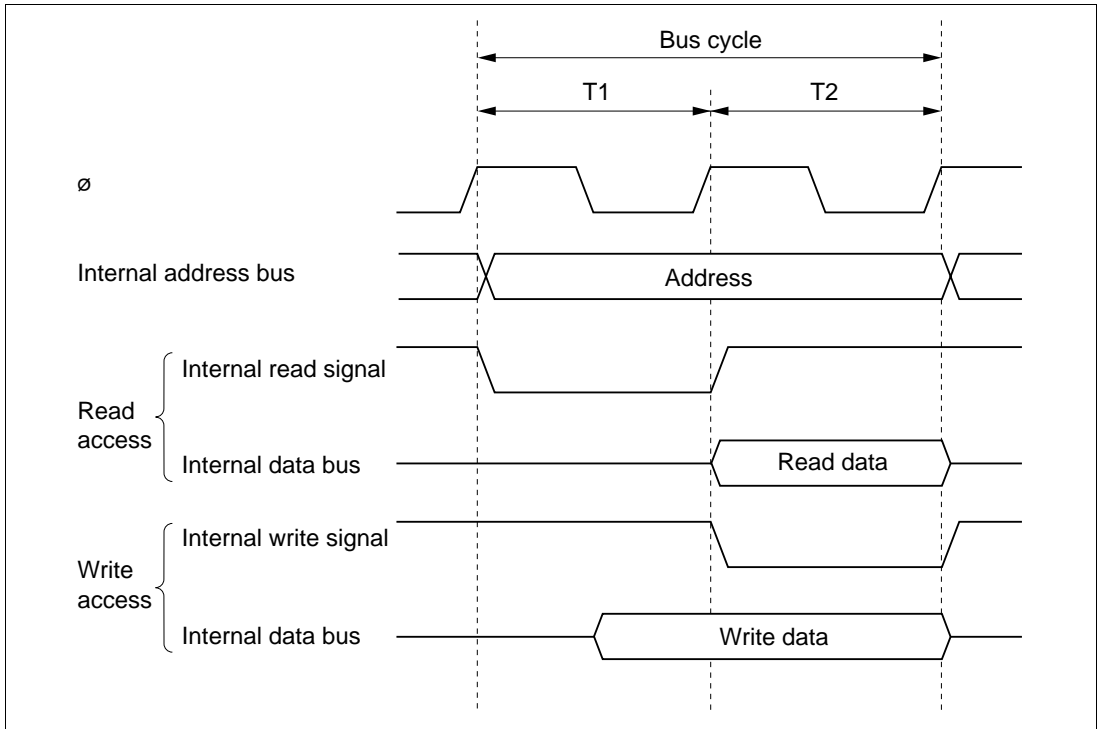 Bus cycle
T1
T2
ø
Internal address bus
Address
Read
access
Internal read signal
Internal data bus
Read data
Write
access
Internal write signal
Internal data bus
Write data